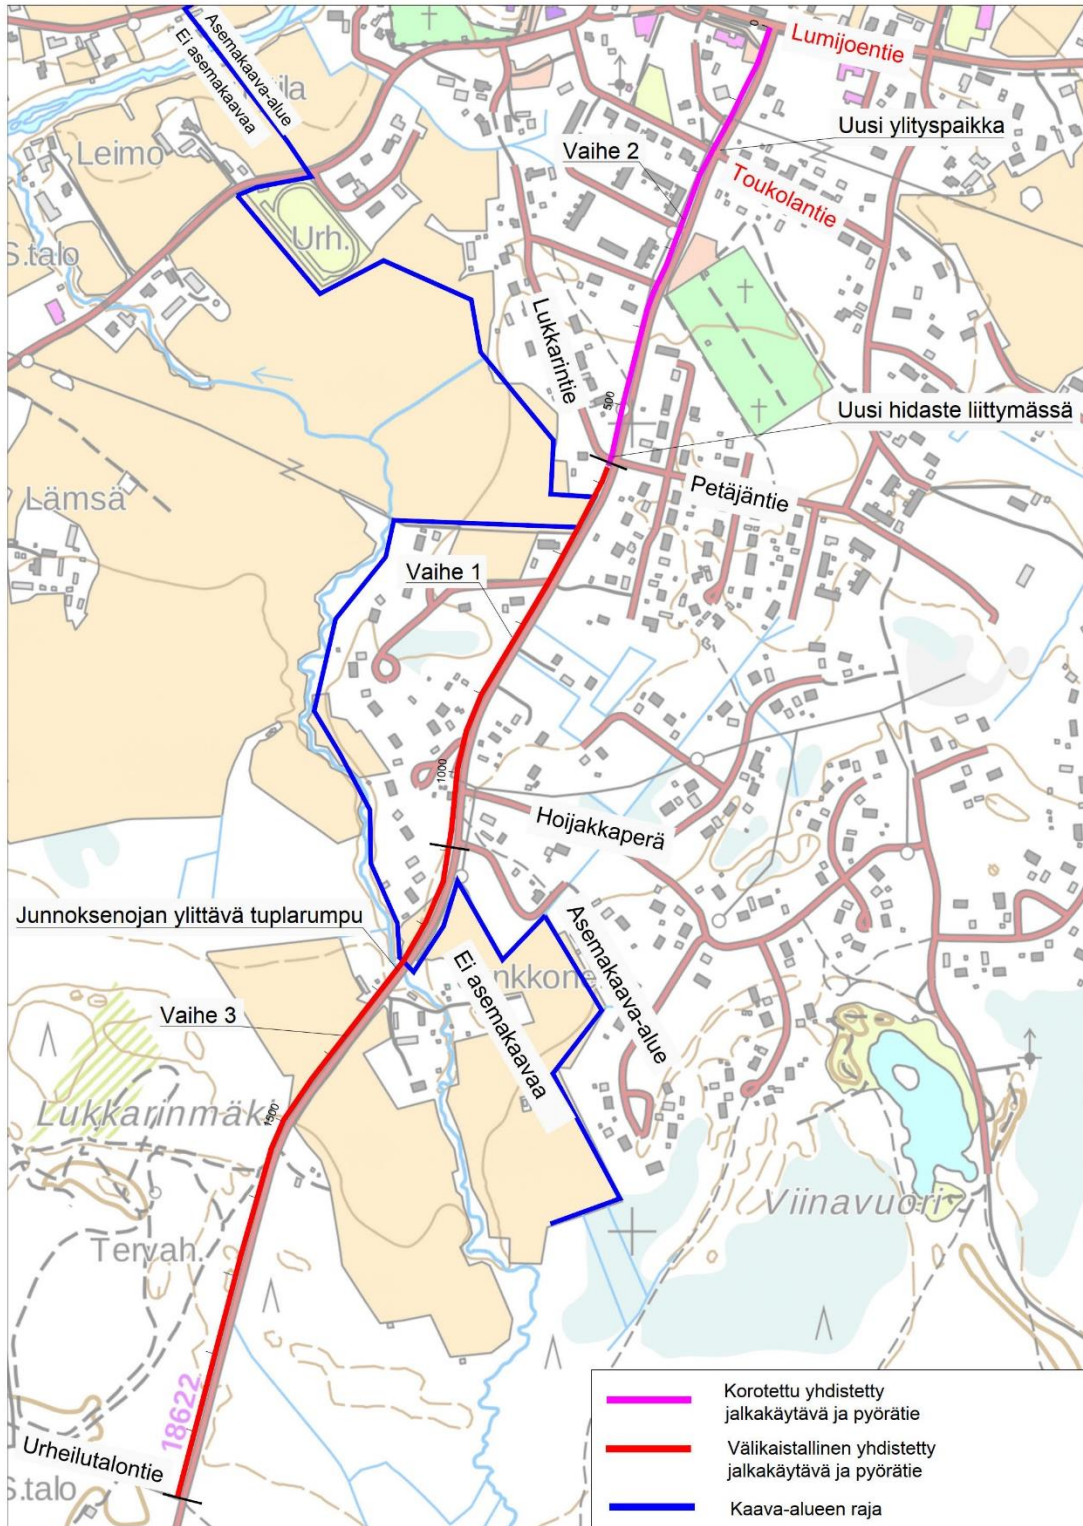 0
Lumijoentie
Asemakaava-alue
Ei asemakaavaa
Uusi ylityspaikka
Leimo
Vaihe 2
Toukolantie
Urh.
S.talo
Lukkarintie
500
Uusi hidaste liittymässä
Petäjäntie
Lämsä
Vaihe 1
1000
Hoijakkaperä
Junnoksenojan ylittävä tuplarumpu
Asemakaava-alue
Ei asemakaavaa
Vaihe 3
1500
Viinavuori
Tervah.
18622
Urheilutalontie
S.talo
Korotettu yhdistetty
jalkakäytävä ja pyörätie
Välikaistallinen yhdistetty
jalkakäytävä ja pyörätie
Kaava-alueen raja